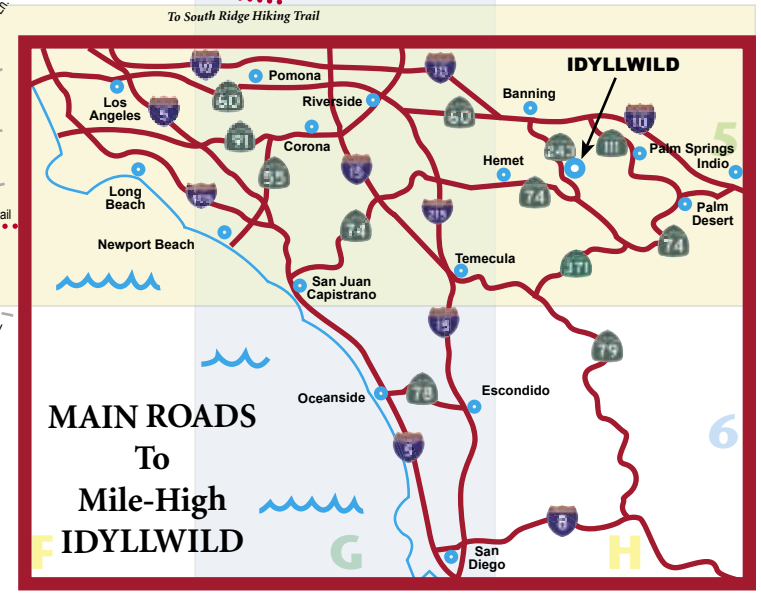 To South Ridge Hiking Trail
ail
IDYLLWILD
10
10
Pomona
60
Banning
Los
Angeles
5
Riverside
60
10
5
91
Corona
243
111
Palm Springs
Indio
Hemet
55
15
Long
Beach
74
Palm
Desert
215
74
Newport Beach
74
Temecula
371
San Juan
Capistrano
15
79
Oceanside
78
Escondido
MAIN ROADS
To
Mile-High
IDYLLWILD
5
6
8
San
Diego
F
G
H